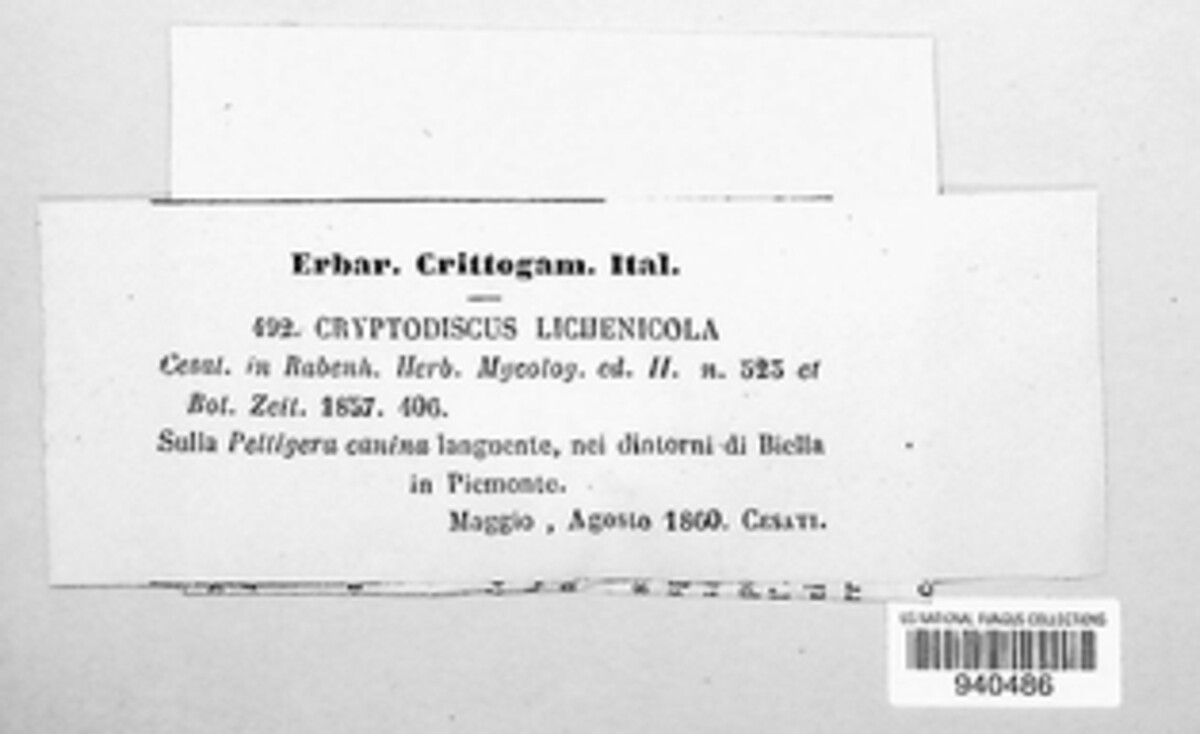 Erbar. Crittogam. Ital.
492. CRYPTODISCUS LICHENICOLA
Cesat. in Rabenh. Herb. Mycolog. ed. II. n. 523 et
Bot. Zeit. 1857. 406.
Sulla Peltigera canina languente, nei dintorni di Biella
in Piemonte.
Maggio, Agosto 1860. CESATI.
US NATIONAL FUNGUS COLLECTIONS
940486